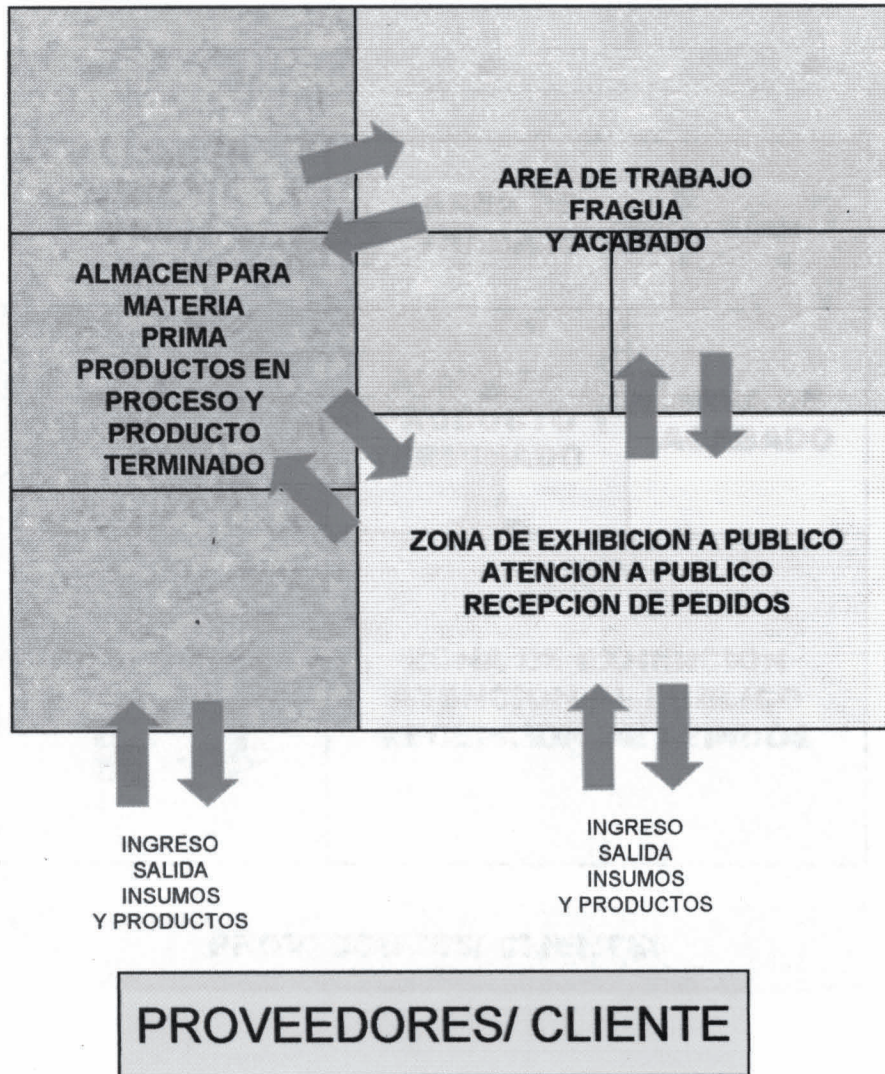 AREA DE TRABAJO
FRAGUA
Y ACABADO
ALMACEN PARA
MATERIA
PRIMA
PRODUCTOS EN
PROCESO Y
PRODUCTO
TERMINADO
ZONA DE EXHIBICION A PUBLICO
ATENCION A PUBLICO
RECEPCION DE PEDIDOS
INGRESO
SALIDA
INSUMOS
Y PRODUCTOS
INGRESO
SALIDA
INSUMOS
Y PRODUCTOS
PROVEEDORES/ CLIENTE